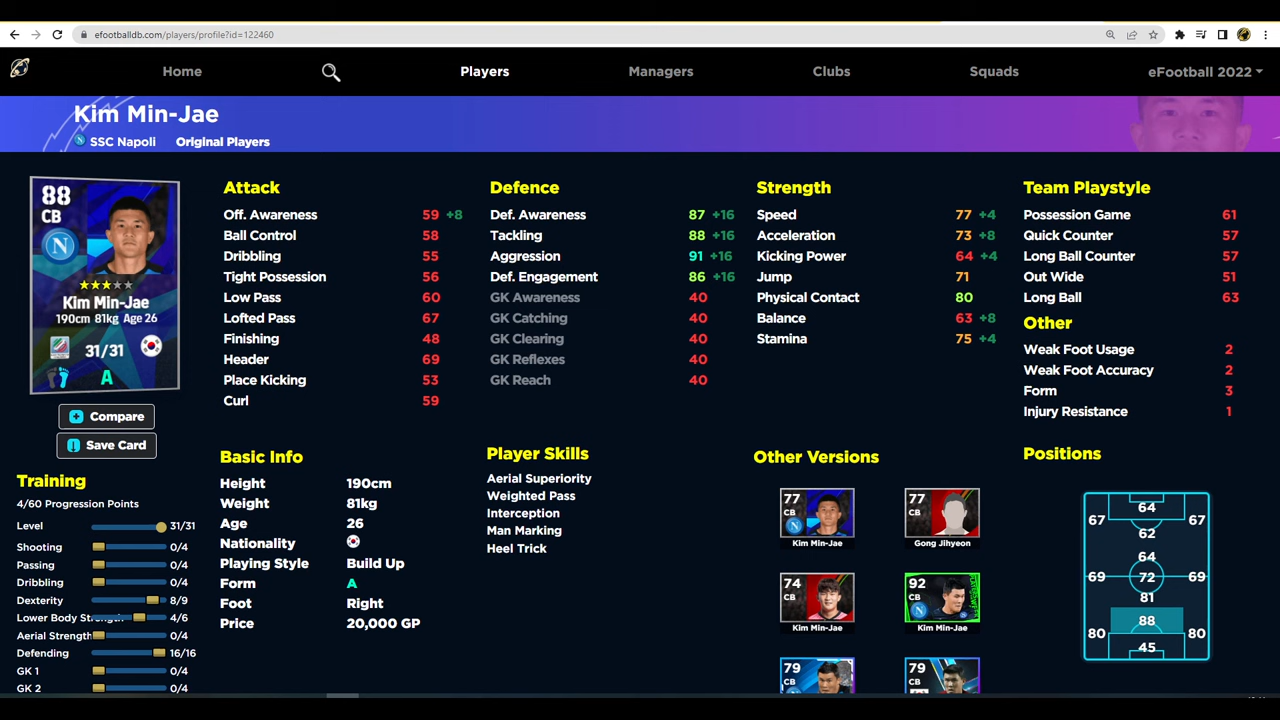 efootballdb.com/players/profile?id=122460
Home
Players
Managers
Clubs
Squads
eFootball 2022
Kim Min-Jae
SSC Napoli Original Players
88
CB
N
Kim Min-Jae
190cm 81kg Age 26
31/31
A
Compare
Save Card
Training
4/60 Progression Points
Level 31/31
Shooting 0/4
Passing 0/4
Dribbling 0/4
Dexterity 8/9
Lower Body Strength 4/6
Aerial Strength 0/4
Defending 16/16
GK 1 0/4
GK 2 0/4
Attack
Off. Awareness 59 +8
Ball Control 58
Dribbling 55
Tight Possession 56
Low Pass 60
Lofted Pass 67
Finishing 48
Header 69
Place Kicking 53
Curl 59
Defence
Def. Awareness 87 +16
Tackling 88 +16
Aggression 91 +16
Def. Engagement 86 +16
GK Awareness 40
GK Catching 40
GK Clearing 40
GK Reflexes 40
GK Reach 40
Strength
Speed 77 +4
Acceleration 73 +8
Kicking Power 64 +4
Jump 71
Physical Contact 80
Balance 63 +8
Stamina 75 +4
Team Playstyle
Possession Game 61
Quick Counter 57
Long Ball Counter 57
Out Wide 51
Long Ball 63
Other
Weak Foot Usage 2
Weak Foot Accuracy 2
Form 3
Injury Resistance 1
Basic Info
Height 190cm
Weight 81kg
Age 26
Nationality
Playing Style Build Up
Form A
Foot Right
Price 20,000 GP
Player Skills
Aerial Superiority
Weighted Pass
Interception
Man Marking
Heel Trick
Other Versions
77
CB
N
Kim Min-Jae
77
CB
Gong Jihyeon
74
CB
Kim Min-Jae
92
CB
N
Kim Min-Jae
79
CB
79
CB
Positions
64
67 67
62
64
69 72 69
81
88
80 80
45